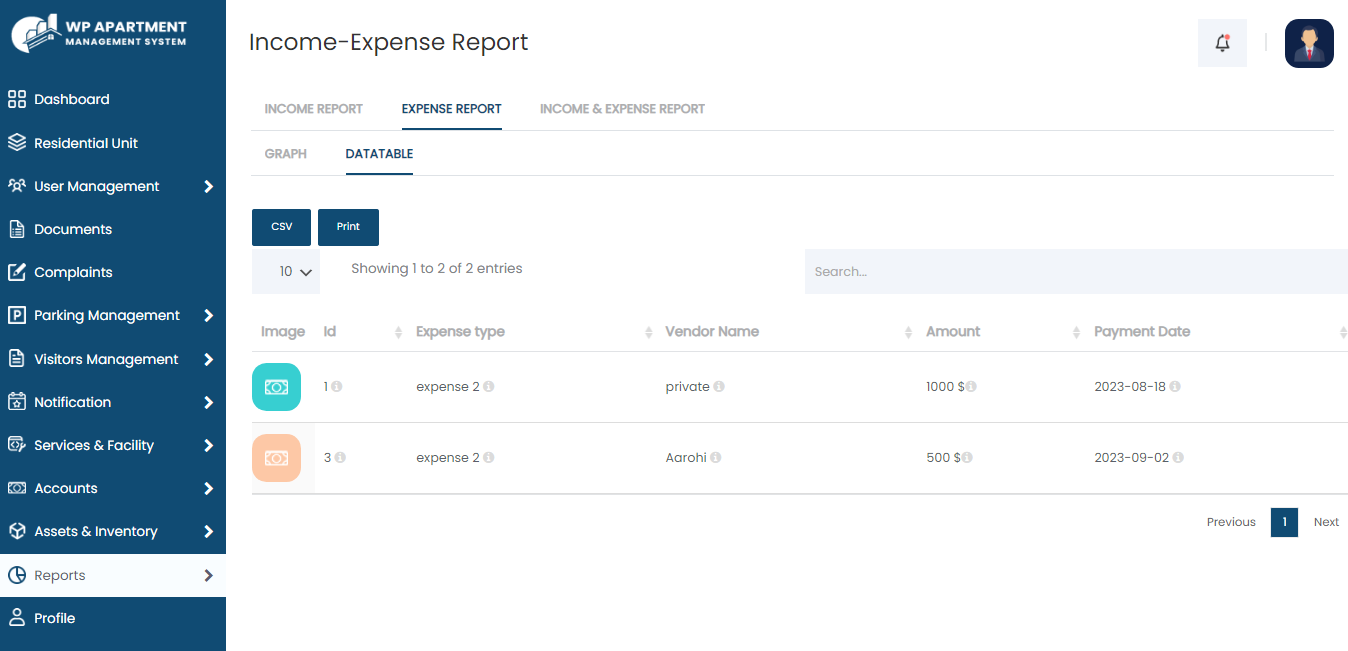 WP APARTMENT
MANAGEMENT SYSTEM
Dashboard
Residential Unit
User Management
Documents
Complaints
Parking Management
Visitors Management
Notification
Services & Facility
Accounts
Assets & Inventory
Reports
Profile
Income-Expense Report
INCOME REPORT EXPENSE REPORT INCOME & EXPENSE REPORT
GRAPH DATATABLE
CSV Print
10 Showing 1 to 2 of 2 entries Search...
Image Id Expense type Vendor Name Amount Payment Date
1 expense 2 private 1000 $ 2023-08-18
3 expense 2 Aarohi 500 $ 2023-09-02
Previous 1 Next